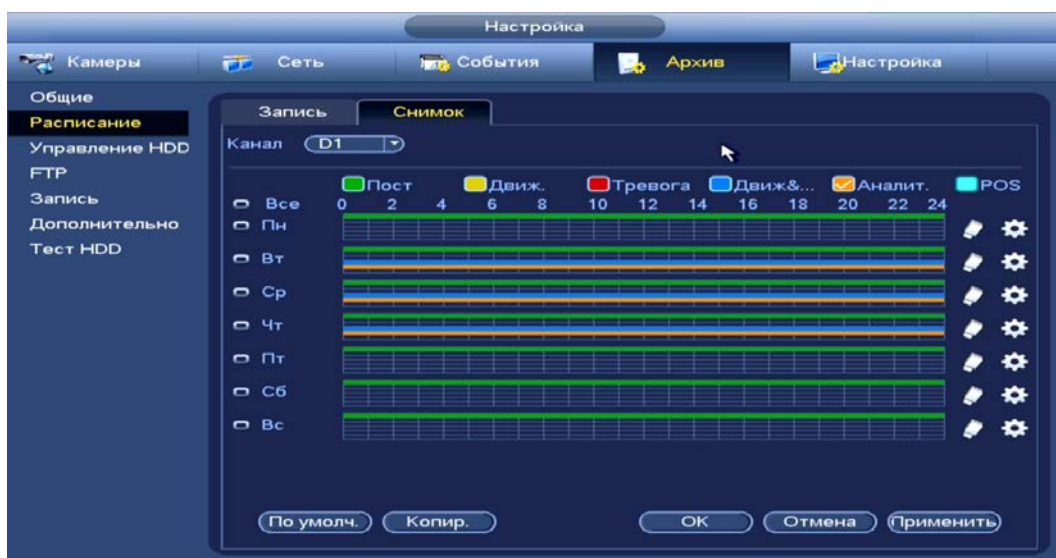 Настройка
Камеры Сеть События Архив Настройка
Общие
Расписание
Управление HDD
FTP
Запись
Дополнительно
Тест HDD
Запись Снимок
Канал D1
Пост Движ. Тревога Движ&... Аналит. POS
Все 0 2 4 6 8 10 12 14 16 18 20 22 24
Пн
Вт
Ср
Чт
Пт
Сб
Вс
По умолч. Копир. OK Отмена Применить